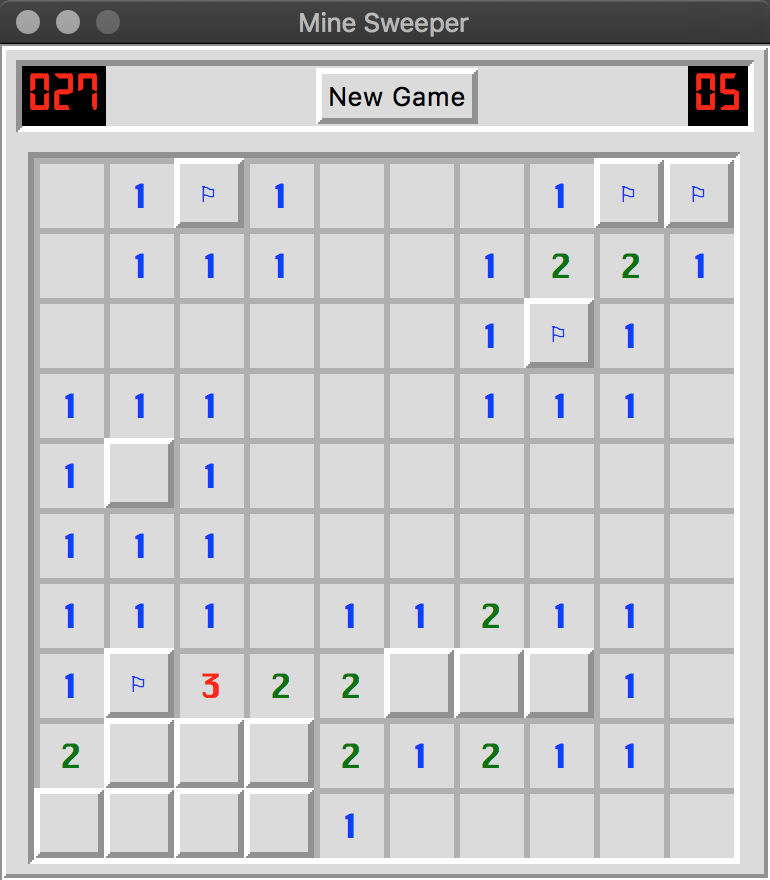 Mine Sweeper
027 New Game 05
1 1 1
1 1 1 1 2 2 1
1 1
1 1 1 1 1 1
1 1
1 1 1
1 1 1 1 1 2 1 1
1 3 2 2 1
2 2 1 2 1 1
1